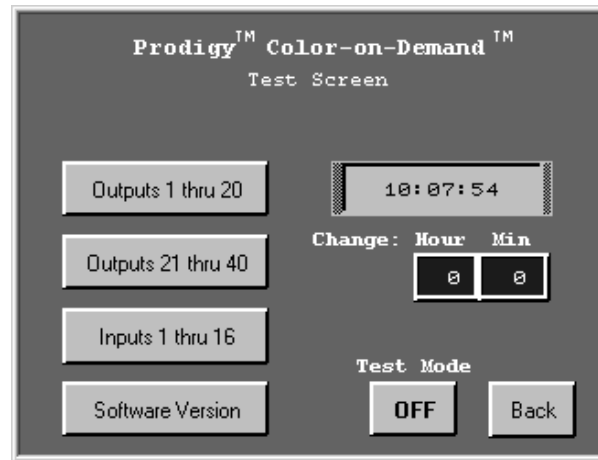 Prodigy™ Color-on-Demand™
Test Screen
Outputs 1 thru 20
10:07:54
Change: Hour Min
Outputs 21 thru 40
0 0
Inputs 1 thru 16
Test Mode
Software Version
OFF
Back